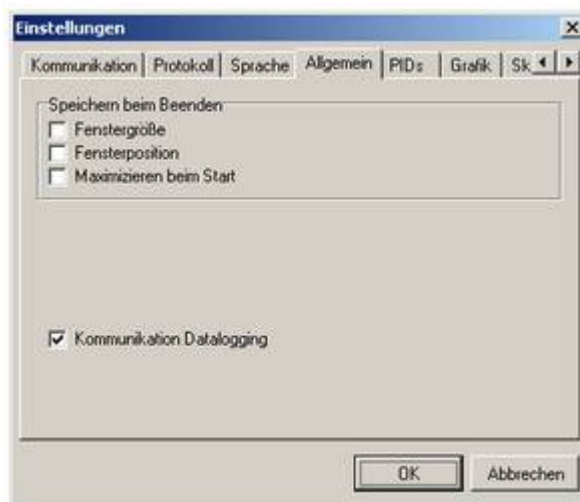 Einstellungen
Kommunikation Protokoll Sprache Allgemein PIDs Grafik Sk
Speichern beim Beenden
Fenstergröße
Fensterposition
Maximizieren beim Start
Kommunikation Datalogging
OK Abbrechen